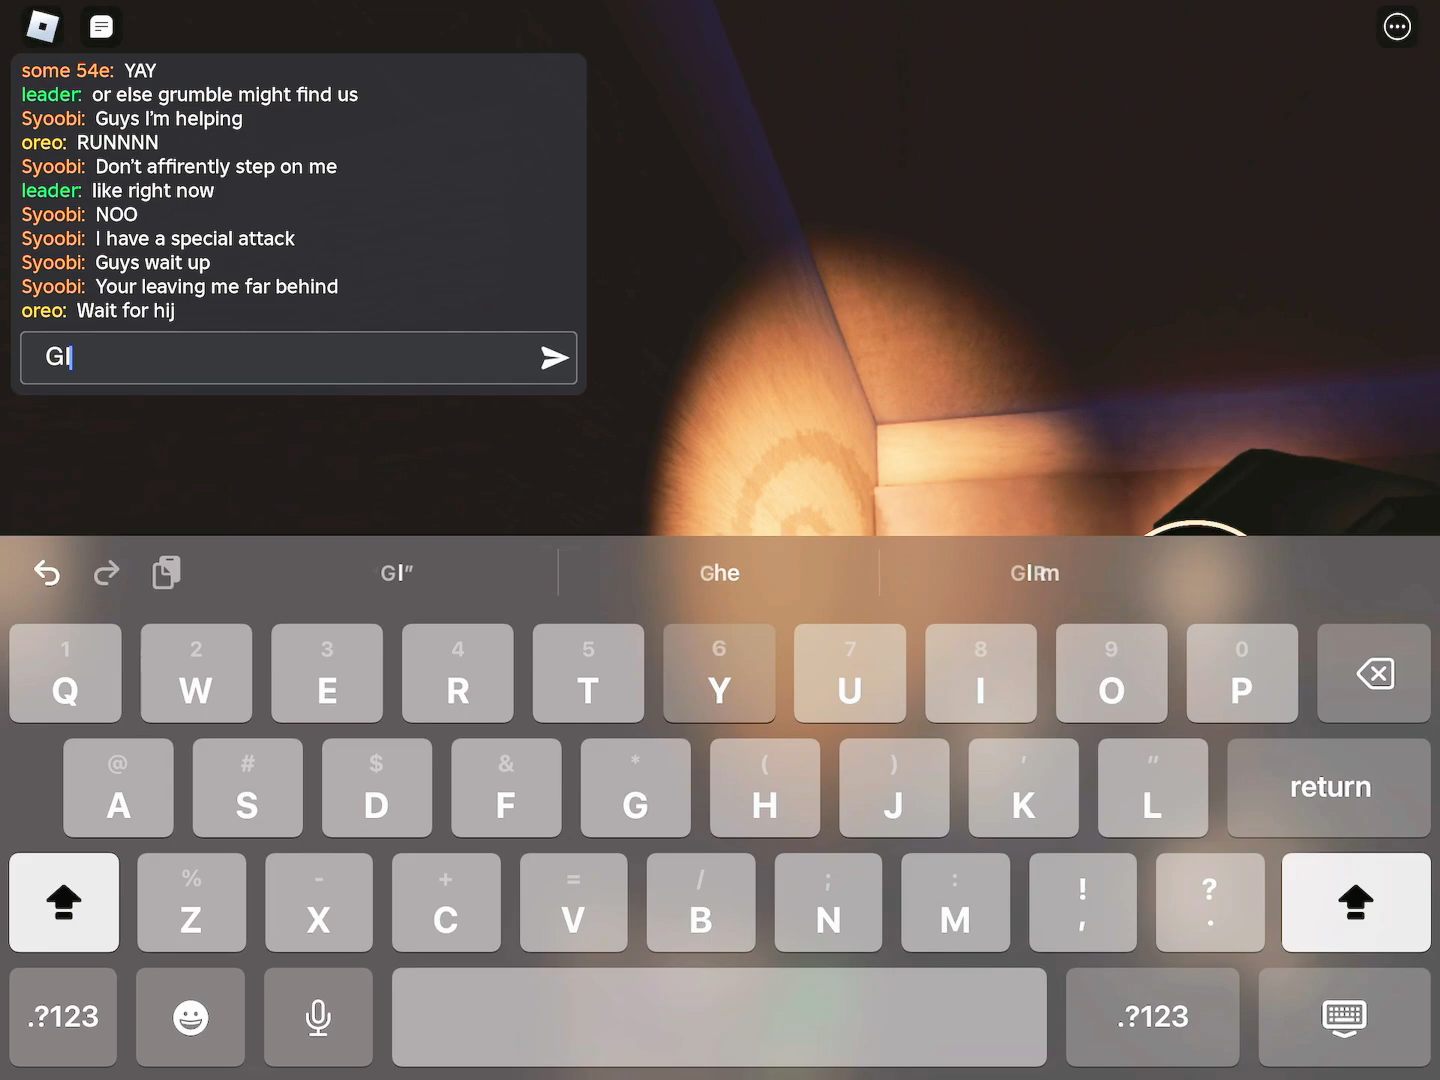 some 54e: YAY
leader: or else grumble might find us
Syoobi: Guys I'm helping
oreo: RUNNNN
Syoobi: Don't affirently step on me
leader: like right now
Syoobi: NOO
Syoobi: I have a special attack
Syoobi: Guys wait up
Syoobi: Your leaving me far behind
oreo: Wait for hij
GI
1 2 3 4 5 6 7 8 9 0
Q W E R T Y U I O P
@ # $ & * ( ) ' "
A S D F G H J K L return
% - + = / ; : ! ?
Z X C V B N M , .
.?123 .?123